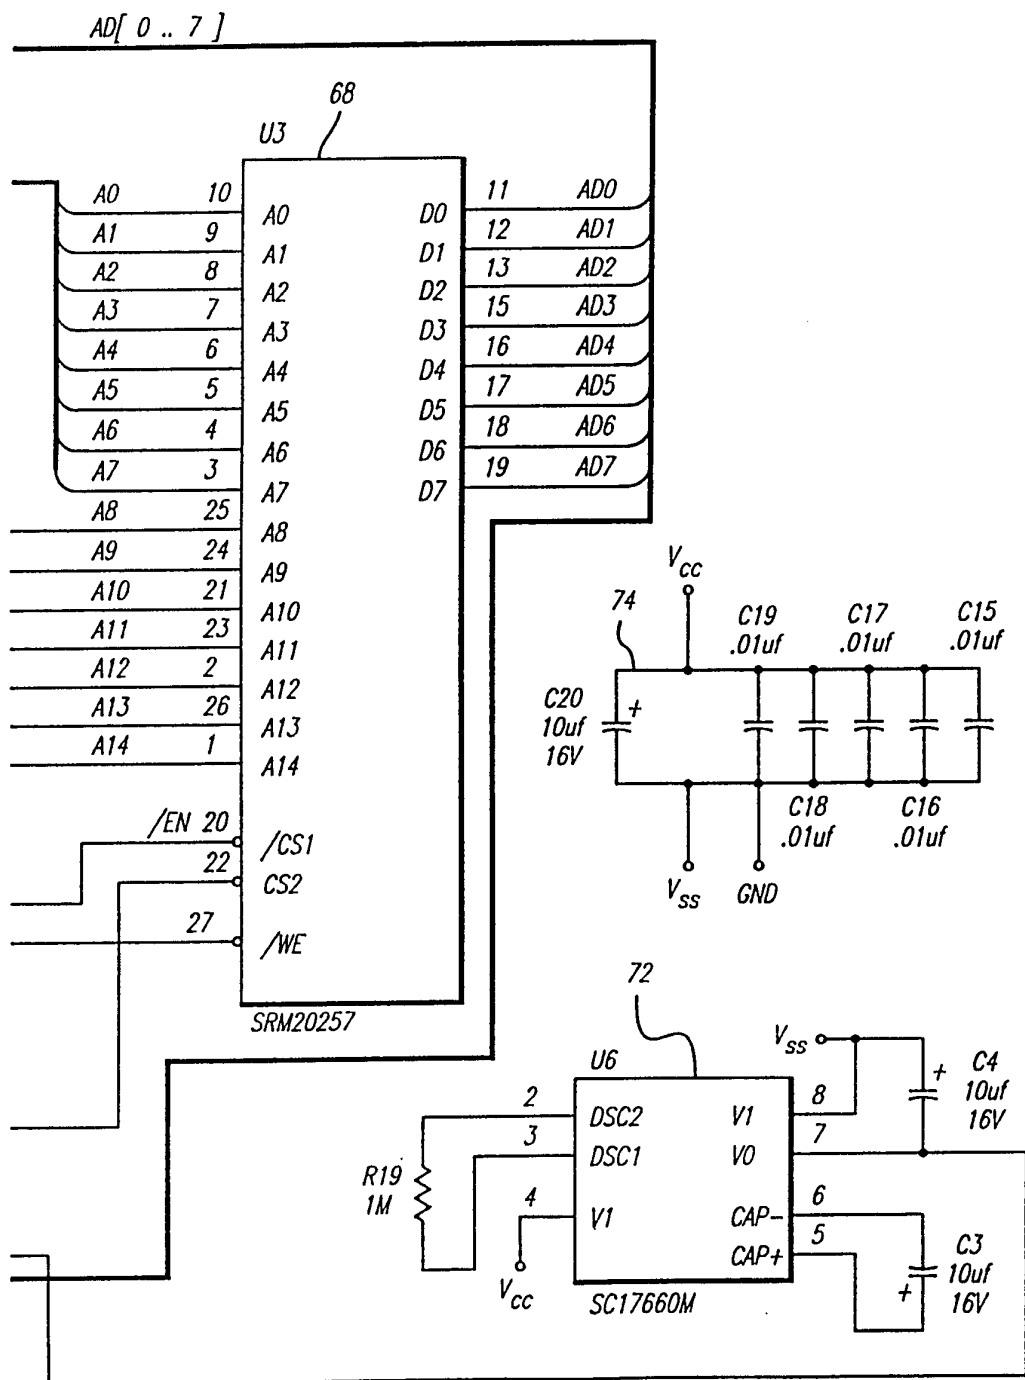 AD[ 0 .. 7 ]
68
U3
A0 10 A0 D0 11 AD0
A1 9 A1 D1 12 AD1
A2 8 A2 D2 13 AD2
A3 7 A3 D3 15 AD3
A4 6 A4 D4 16 AD4
A5 5 A5 D5 17 AD5
A6 4 A6 D6 18 AD6
A7 3 A7 D7 19 AD7
A8 25 A8
A9 24 A9
A10 21 A10
A11 23 A11
A12 2 A12
A13 26 A13
A14 1 A14
/EN 20 /CS1
22 CS2
27 /WE
SRM20257
74
Vcc
C19
.01uf
C17
.01uf
C15
.01uf
C20 +
10uf
16V
C18
.01uf
C16
.01uf
Vss
GND
72
U6
Vss
2 DSC2 V1 8
3 DSC1 V0 7
4 V1 CAP- 6
CAP+ 5
R19
1M
Vcc
SC17660M
+ C4
10uf
16V
C3
10uf
+ 16V